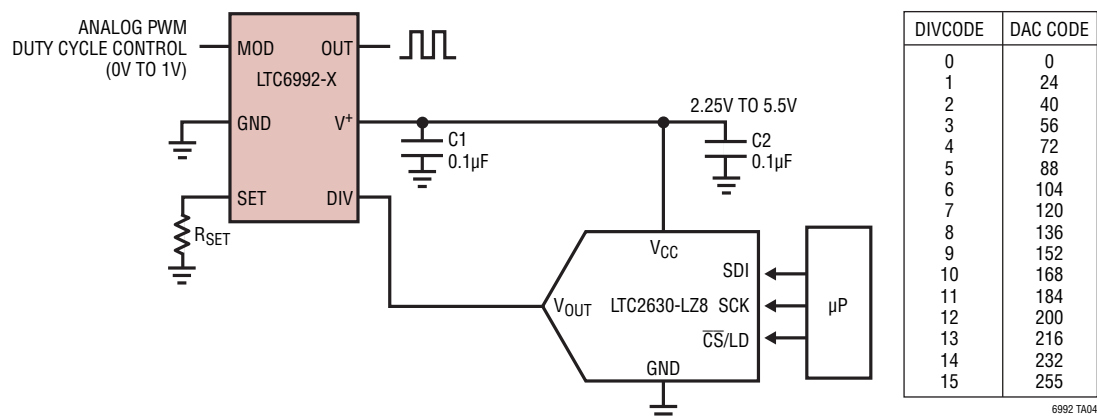 ANALOG PWM
DUTY CYCLE CONTROL
(0V TO 1V)
MOD
OUT
LTC6992-X
GND
V+
SET
DIV
RSET
C1
0.1µF
2.25V TO 5.5V
C2
0.1µF
VCC
VOUT
LTC2630-LZ8
SDI
SCK
CS/LD
GND
µP
DIVCODE DAC CODE
0 0
1 24
2 40
3 56
4 72
5 88
6 104
7 120
8 136
9 152
10 168
11 184
12 200
13 216
14 232
15 255
6992 TA04